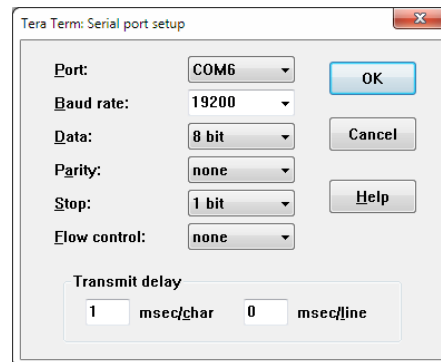 Tera Term: Serial port setup
Port: COM6
OK
Baud rate: 19200
Data: 8 bit
Cancel
Parity: none
Stop: 1 bit
Help
Flow control: none
Transmit delay
1 msec/char 0 msec/line